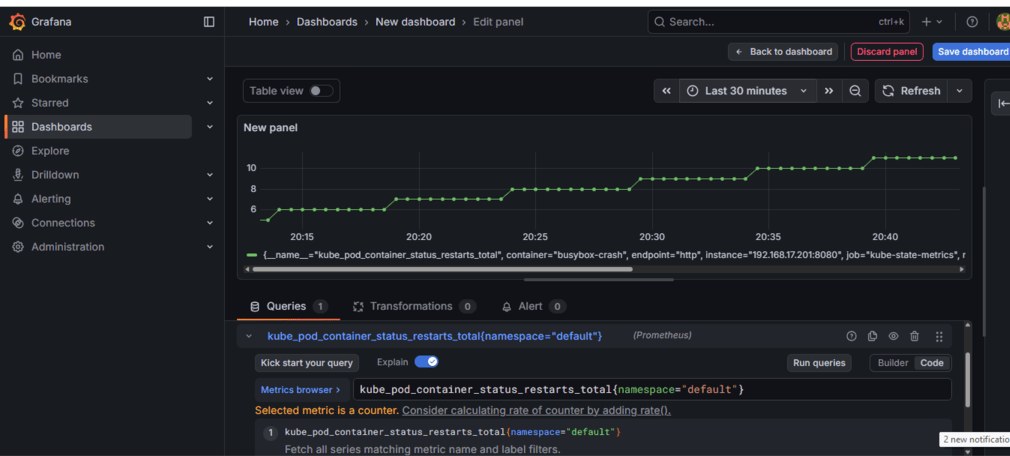 Grafana
Home › Dashboards › New dashboard › Edit panel
Search...
ctrl+k
Back to dashboard
Discard panel
Save dashboard
Home
Bookmarks
Starred
Dashboards
Explore
Drilldown
Alerting
Connections
Administration
Table view
Last 30 minutes
Refresh
New panel
10
8
6
20:15 20:20 20:25 20:30 20:35 20:40
{__name__="kube_pod_container_status_restarts_total", container="busybox-crash", endpoint="http", instance="192.168.17.201:8080", job="kube-state-metrics", r
Queries 1
Transformations 0
Alert 0
kube_pod_container_status_restarts_total{namespace="default"} (Prometheus)
Kick start your query
Explain
Run queries
Builder
Code
Metrics browser >
kube_pod_container_status_restarts_total{namespace="default"}
Selected metric is a counter. Consider calculating rate of counter by adding rate().
1 kube_pod_container_status_restarts_total{namespace="default"}
Fetch all series matching metric name and label filters.
2 new notificatio